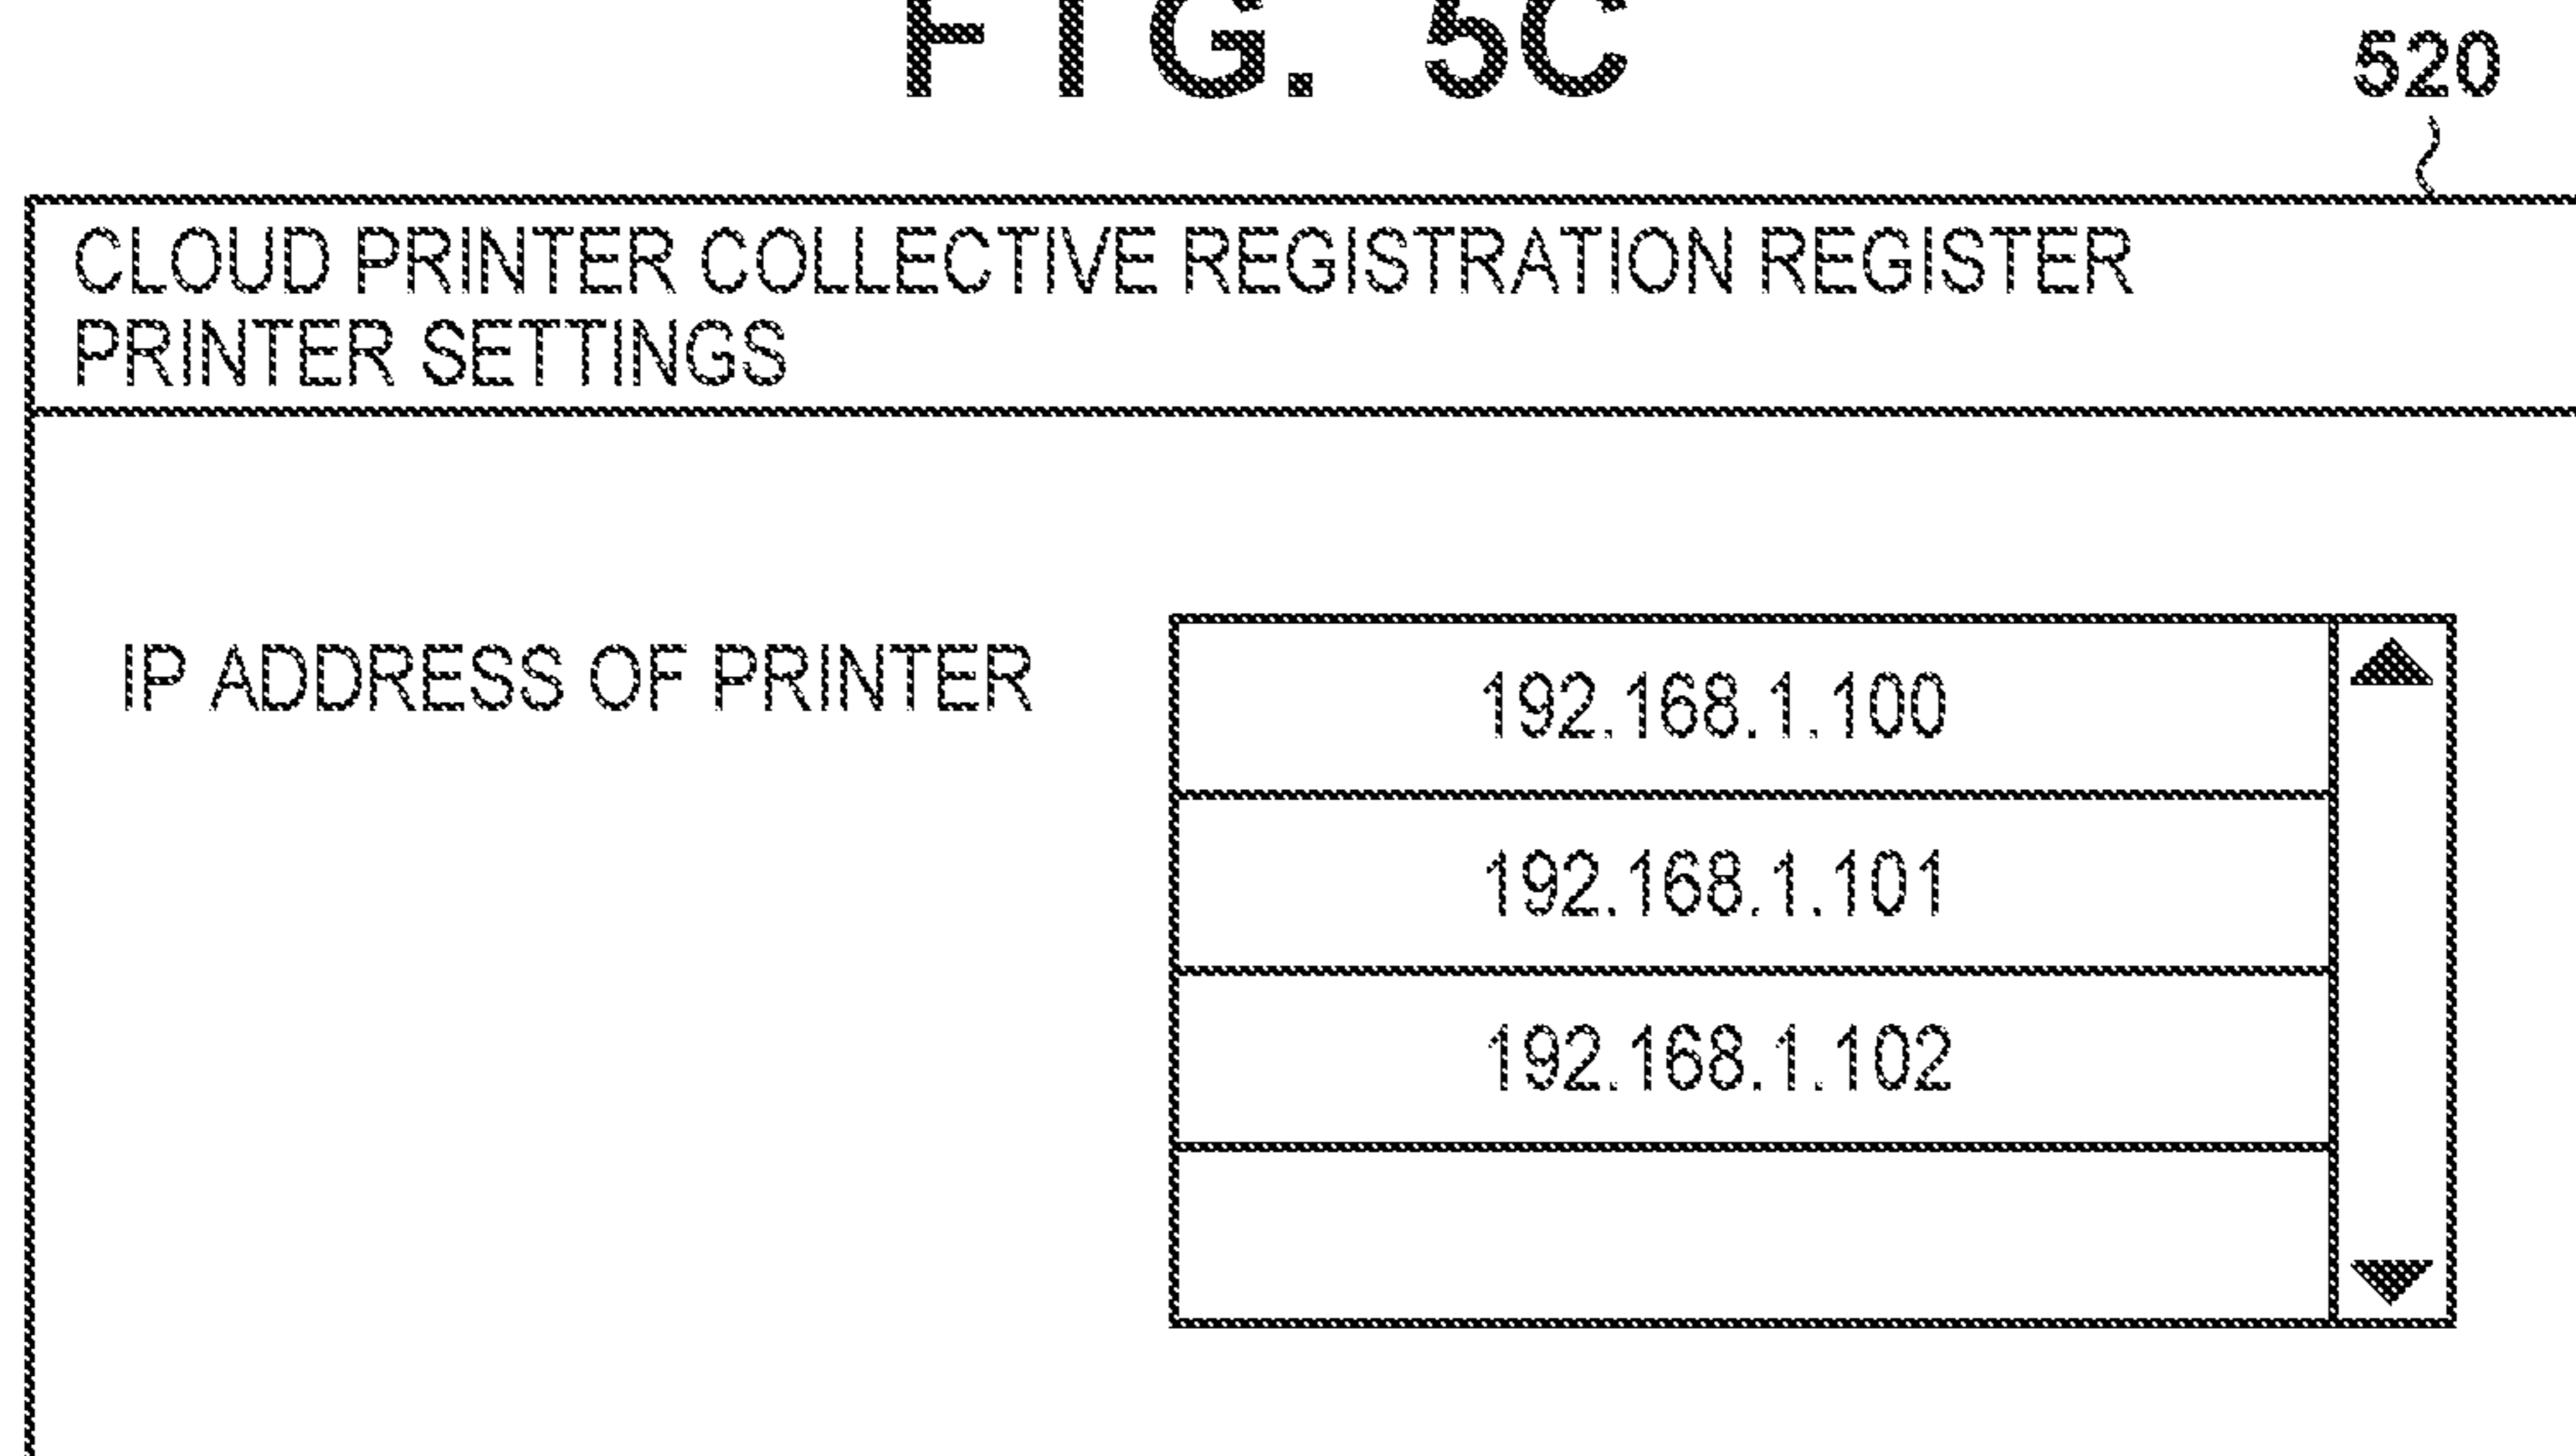 FIG. 5C
520
CLOUD PRINTER COLLECTIVE REGISTRATION REGISTER
PRINTER SETTINGS
IP ADDRESS OF PRINTER
192.168.1.100
192.168.1.101
192.168.1.102